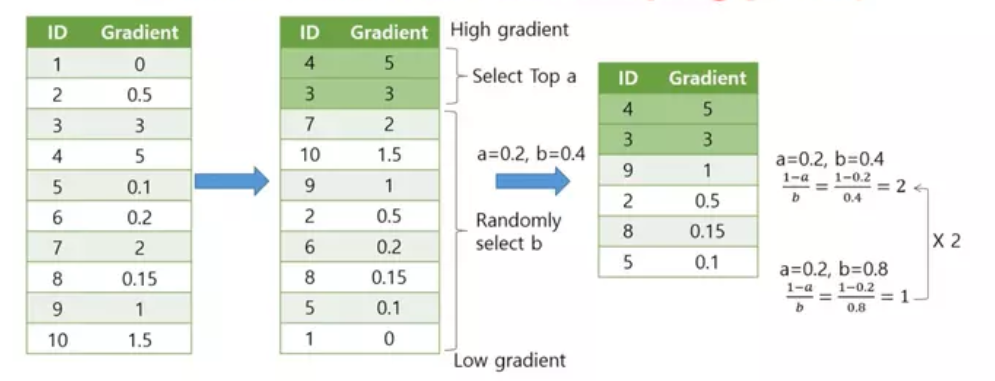 ID Gradient
1 0
2 0.5
3 3
4 5
5 0.1
6 0.2
7 2
8 0.15
9 1
10 1.5
ID Gradient
4 5
3 3
7 2
10 1.5
9 1
2 0.5
6 0.2
8 0.15
5 0.1
1 0
High gradient
Select Top a
a=0.2, b=0.4
Randomly
select b
Low gradient
ID Gradient
4 5
3 3
9 1
2 0.5
8 0.15
5 0.1
a=0.2, b=0.4
1−a/b = 1−0.2/0.4 = 2
X 2
a=0.2, b=0.8
1−a/b = 1−0.2/0.8 = 1